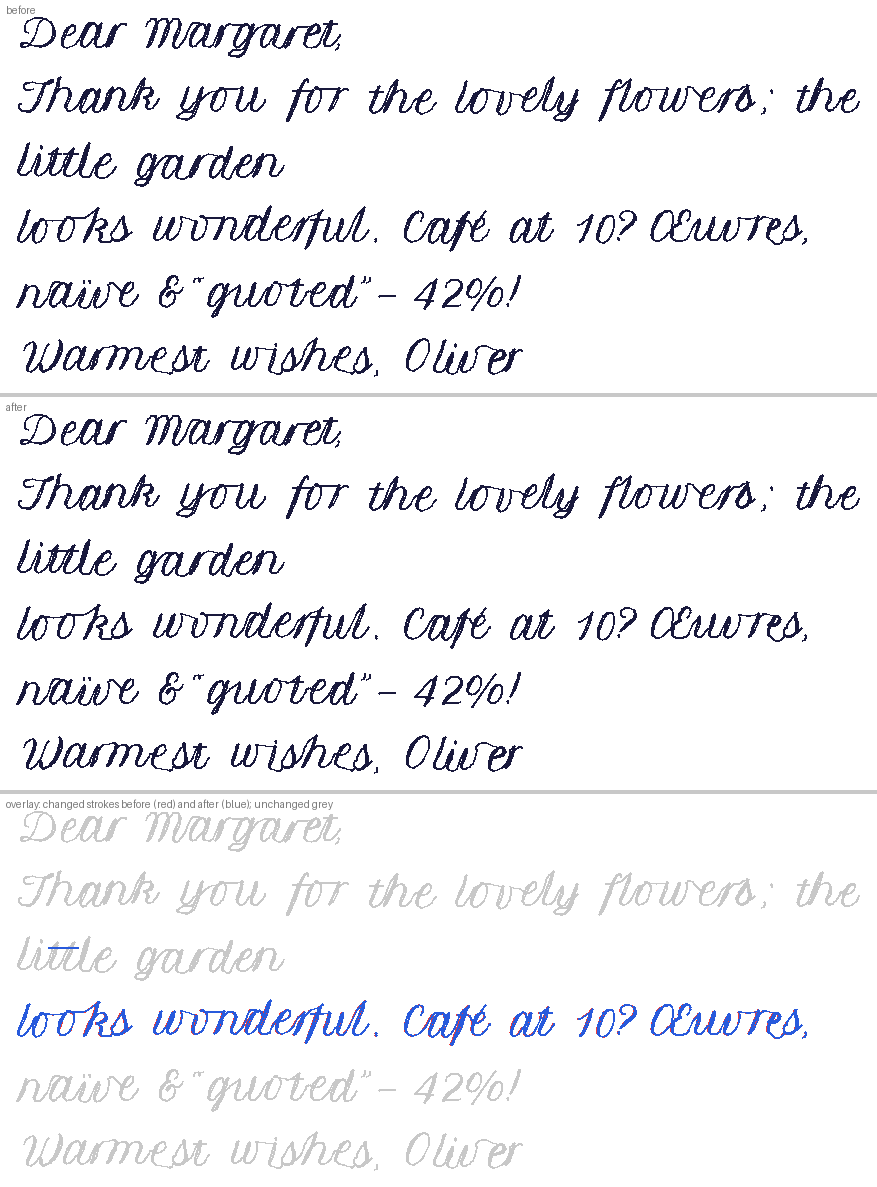 before
Dear Margaret,
Thank you for the lovely flowers; the
little garden
looks wonderful. Café at 10? Œuvres,
naïve & "quoted" – 42%!
Warmest wishes, Oliver
after
Dear Margaret,
Thank you for the lovely flowers; the
little garden
looks wonderful. Café at 10? Œuvres,
naïve & "quoted" – 42%!
Warmest wishes, Oliver
overlay: changed strokes before (red) and after (blue); unchanged grey
Dear Margaret,
Thank you for the lovely flowers; the
little garden
looks wonderful. Café at 10? Œuvres,
naïve & "quoted" – 42%!
Warmest wishes, Oliver